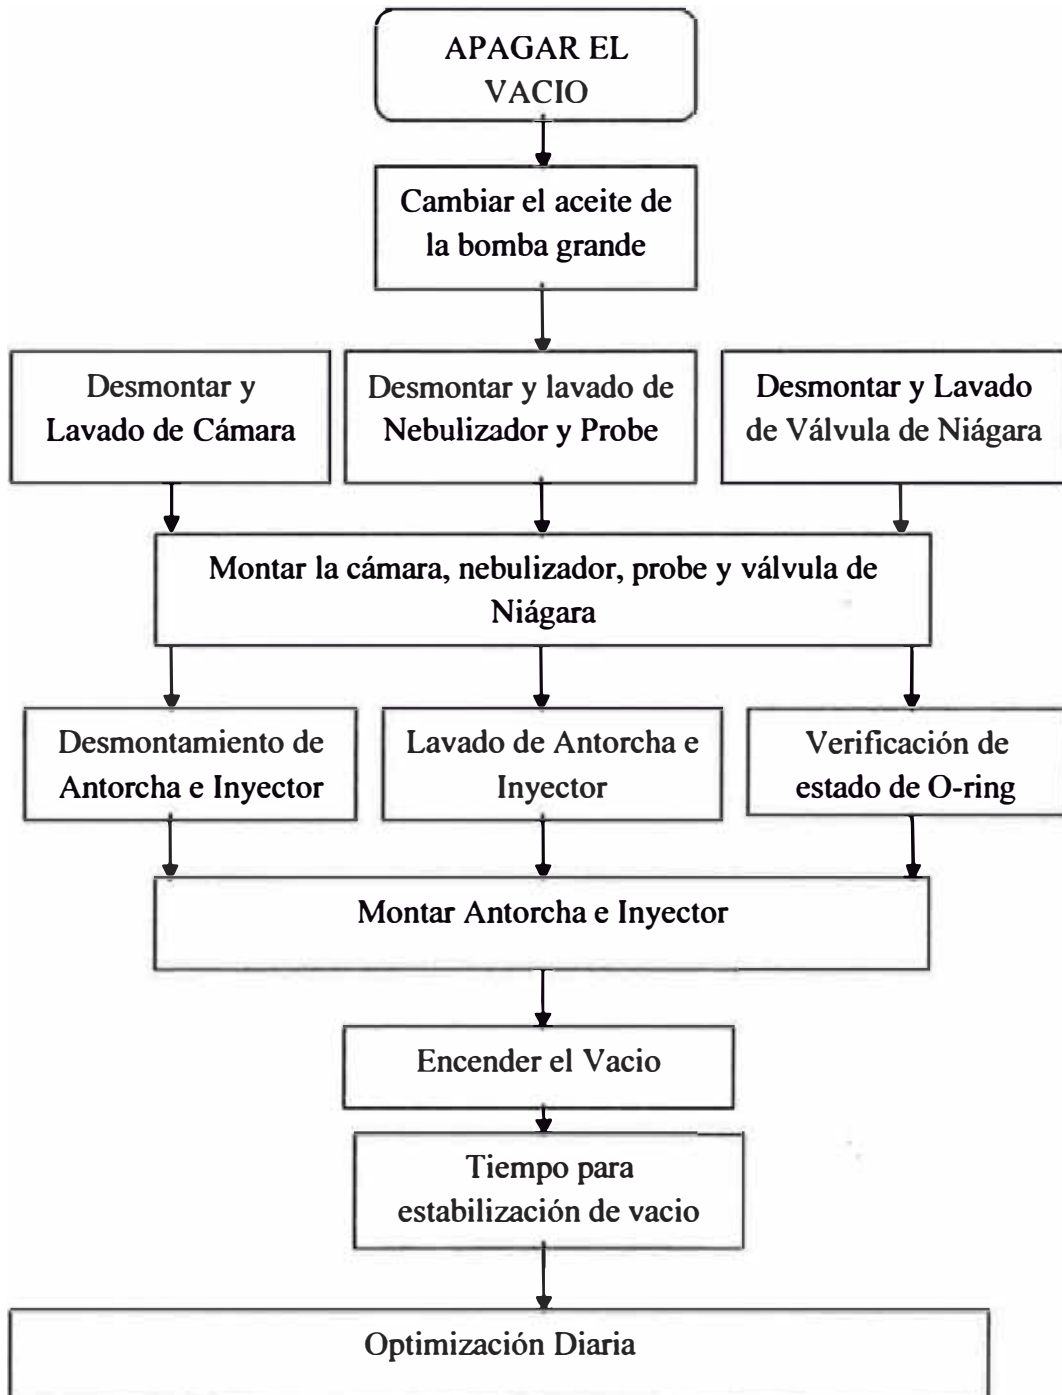 APAGAR EL
VACIO
Cambiar el aceite de
la bomba grande
Desmontar y
Lavado de Cámara
Desmontar y lavado de
Nebulizador y Probe
Desmontar y Lavado
de Válvula de Niágara
Montar la cámara, nebulizador, probe y válvula de
Niágara
Desmontamiento de
Antorcha e Inyector
Lavado de Antorcha e
Inyector
Verificación de
estado de O-ring
Montar Antorcha e Inyector
Encender el Vacio
Tiempo para
estabilización de vacio
Optimización Diaria